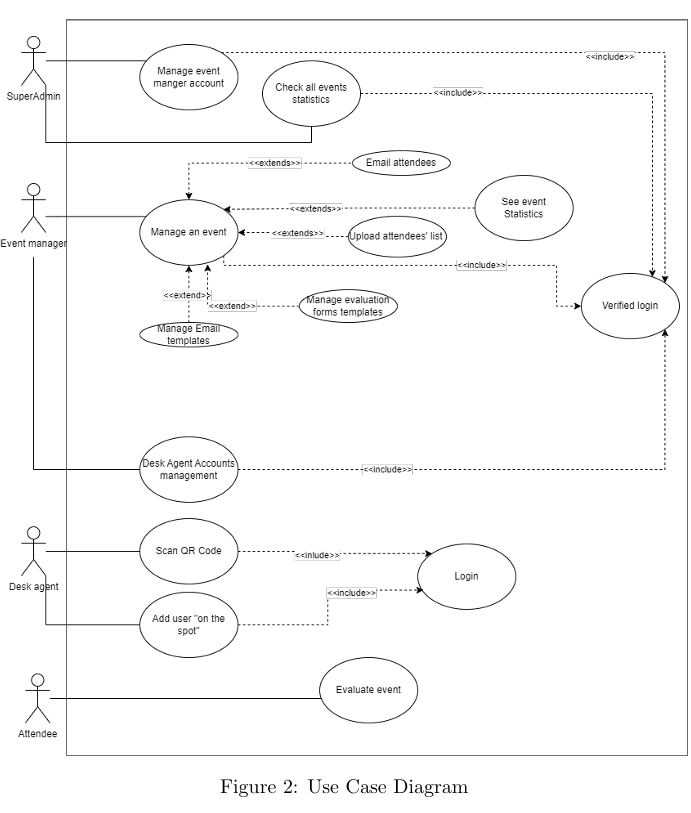 <<include>>
Manage event
manger account
SuperAdmin
Check all events
statistics
<<include>>
<<extends>>
Email attendees
See event
Statistics
<<extends>>
Event manager
Manage an event
<<extends>>
Upload attendees' list
<<include>>
<<extend>>
<<extend>>
Manage evaluation
forms templates
Verified login
Manage Email
templates
Desk Agent Accounts
management
<<include>>
Desk agent
Scan QR Code
<<inlude>>
Login
<<include>>
Add user "on the
spot"
Attendee
Evaluate event
Figure 2: Use Case Diagram